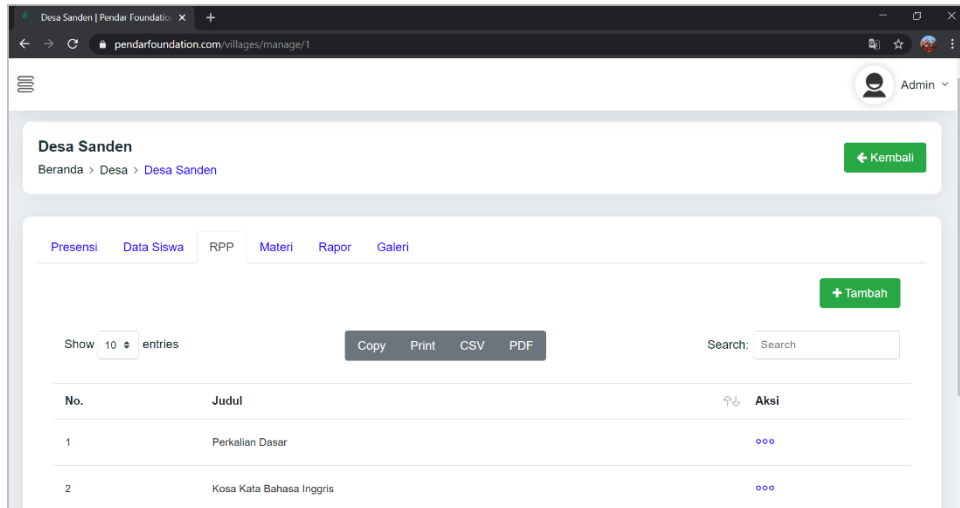 Desa Sanden | Pendar Foundatio
pendarfoundation.com/villages/manage/1
Admin
Desa Sanden
Beranda > Desa > Desa Sanden
Kembali
Presensi Data Siswa RPP Materi Rapor Galeri
+ Tambah
Show 10 entries Copy Print CSV PDF Search: Search
No. Judul Aksi
1 Perkalian Dasar
2 Kosa Kata Bahasa Inggris